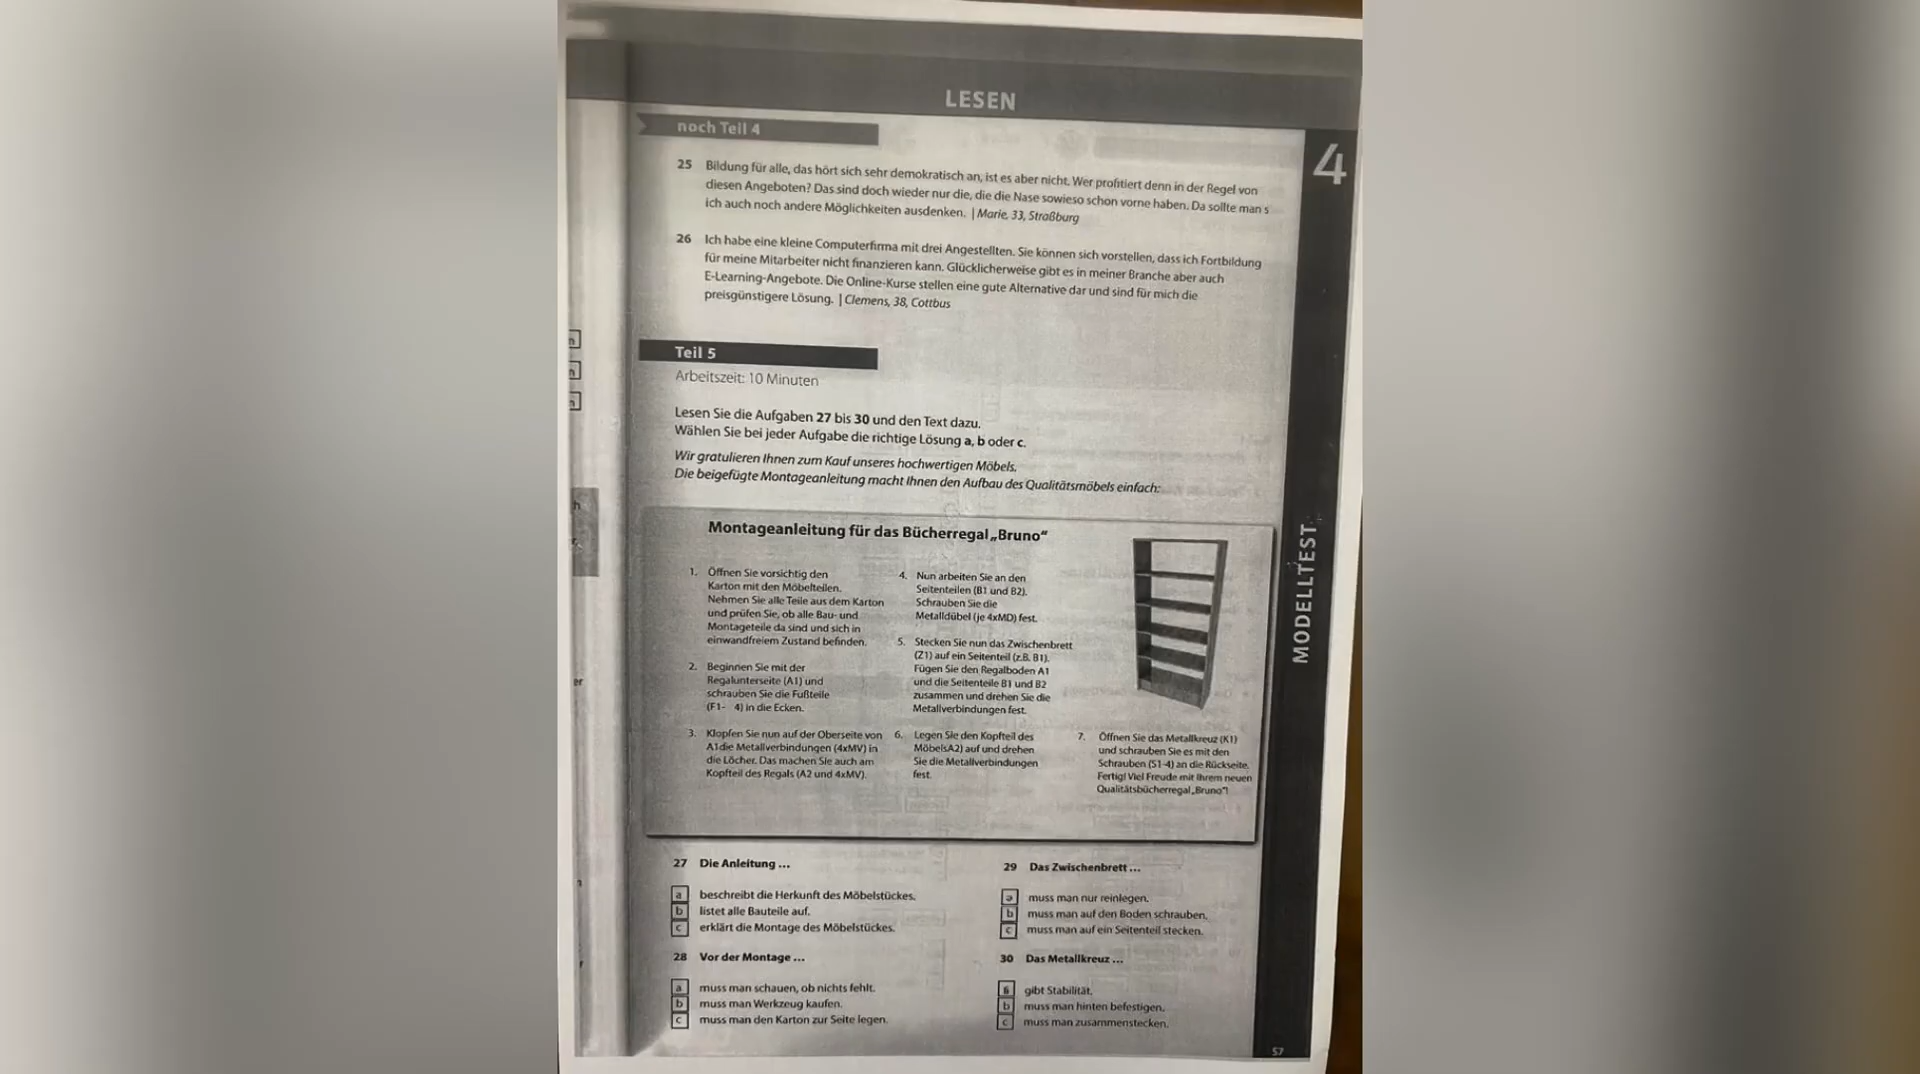 LESEN
noch Teil 4
4
25 Bildung für alle, das hört sich sehr demokratisch an, ist es aber nicht. Wer profitiert denn in der Regel von
diesen Angeboten? Das sind doch wieder nur die, die die Nase sowieso schon vorne haben. Da sollte man s
ich auch noch andere Möglichkeiten ausdenken. | Marie, 33, Straßburg
26 Ich habe eine kleine Computerfirma mit drei Angestellten. Sie können sich vorstellen, dass ich Fortbildung
für meine Mitarbeiter nicht finanzieren kann. Glücklicherweise gibt es in meiner Branche aber auch
E-Learning-Angebote. Die Online-Kurse stellen eine gute Alternative dar und sind für mich die
preisgünstigere Lösung. | Clemens, 38, Cottbus
Teil 5
Arbeitszeit: 10 Minuten
Lesen Sie die Aufgaben 27 bis 30 und den Text dazu.
Wählen Sie bei jeder Aufgabe die richtige Lösung a, b oder c.
Wir gratulieren Ihnen zum Kauf unseres hochwertigen Möbels.
Die beigefügte Montageanleitung macht Ihnen den Aufbau des Qualitätsmöbels einfach:
Montageanleitung für das Bücherregal „Bruno"
1. Öffnen Sie vorsichtig den
Karton mit den Möbelteilen.
Nehmen Sie alle Teile aus dem Karton
und prüfen Sie, ob alle Bau- und
Montageteile da sind und sich in
einwandfreiem Zustand befinden.
2. Beginnen Sie mit der
Regalunterseite (A1) und
schrauben Sie die Fußteile
(F1- 4) in die Ecken.
3. Klopfen Sie nun auf der Oberseite von
A1die Metallverbindungen (4xMV) in
die Löcher. Das machen Sie auch am
Kopfteil des Regals (A2 und 4xMV).
4. Nun arbeiten Sie an den
Seitenteilen (B1 und B2).
Schrauben Sie die
Metalldübel (je 4xMD) fest.
5. Stecken Sie nun das Zwischenbrett
(Z1) auf ein Seitenteil (z.B. B1).
Fügen Sie den Regalboden A1
und die Seitenteile B1 und B2
zusammen und drehen Sie die
Metallverbindungen fest.
6. Legen Sie den Kopfteil des
MöbelsA2) auf und drehen
Sie die Metallverbindungen
fest.
7. Öffnen Sie das Metallkreuz (K1)
und schrauben Sie es mit den
Schrauben (S1-4) an die Rückseite.
Fertig! Viel Freude mit Ihrem neuen
Qualitätsbücherregal „Bruno"!
MODELLTEST
27 Die Anleitung ...
a beschreibt die Herkunft des Möbelstückes.
b listet alle Bauteile auf.
c erklärt die Montage des Möbelstückes.
28 Vor der Montage ...
a muss man schauen, ob nichts fehlt.
b muss man Werkzeug kaufen.
c muss man den Karton zur Seite legen.
29 Das Zwischenbrett ...
a muss man nur reinlegen.
b muss man auf den Boden schrauben.
c muss man auf ein Seitenteil stecken.
30 Das Metallkreuz ...
gibt Stabilität.
b muss man hinten befestigen.
c muss man zusammenstecken.
57